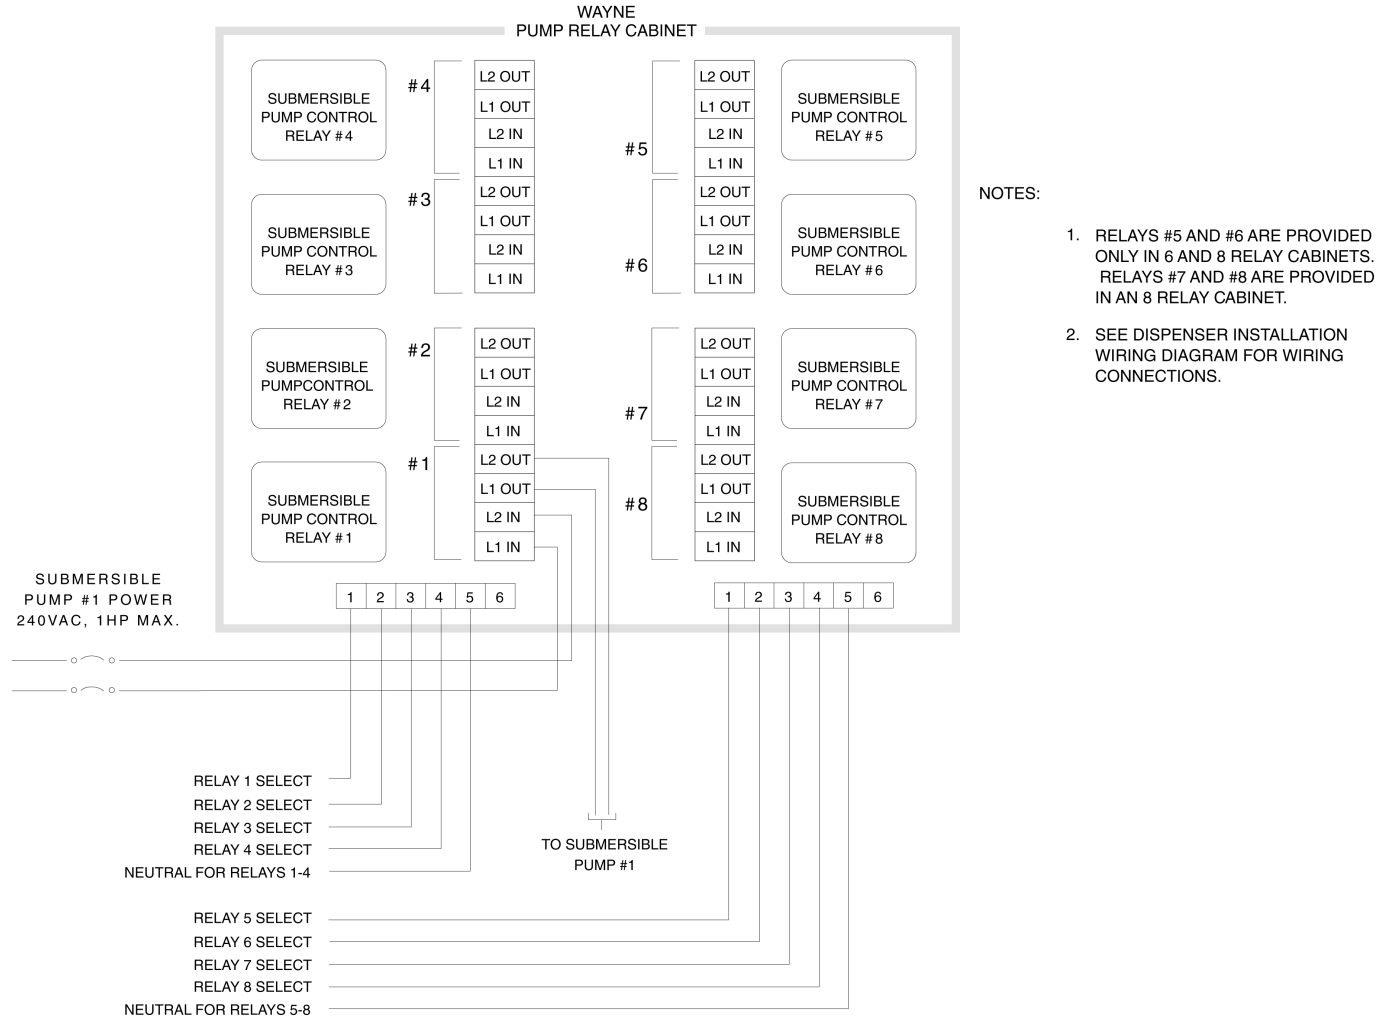 WAYNE
PUMP RELAY CABINET
SUBMERSIBLE
PUMP CONTROL
RELAY #4
#4
L2 OUT
L1 OUT
L2 IN
L1 IN
SUBMERSIBLE
PUMP CONTROL
RELAY #3
#3
L2 OUT
L1 OUT
L2 IN
L1 IN
SUBMERSIBLE
PUMPCONTROL
RELAY #2
#2
L2 OUT
L1 OUT
L2 IN
L1 IN
SUBMERSIBLE
PUMP CONTROL
RELAY #1
#1
L2 OUT
L1 OUT
L2 IN
L1 IN
#5
L2 OUT
L1 OUT
L2 IN
L1 IN
SUBMERSIBLE
PUMP CONTROL
RELAY #5
#6
L2 OUT
L1 OUT
L2 IN
L1 IN
SUBMERSIBLE
PUMP CONTROL
RELAY #6
#7
L2 OUT
L1 OUT
L2 IN
L1 IN
SUBMERSIBLE
PUMP CONTROL
RELAY #7
#8
L2 OUT
L1 OUT
L2 IN
L1 IN
SUBMERSIBLE
PUMP CONTROL
RELAY #8
1 2 3 4 5 6
1 2 3 4 5 6
SUBMERSIBLE
PUMP #1 POWER
240VAC, 1HP MAX.
RELAY 1 SELECT
RELAY 2 SELECT
RELAY 3 SELECT
RELAY 4 SELECT
NEUTRAL FOR RELAYS 1-4
TO SUBMERSIBLE
PUMP #1
RELAY 5 SELECT
RELAY 6 SELECT
RELAY 7 SELECT
RELAY 8 SELECT
NEUTRAL FOR RELAYS 5-8
NOTES:
1. RELAYS #5 AND #6 ARE PROVIDED
ONLY IN 6 AND 8 RELAY CABINETS.
RELAYS #7 AND #8 ARE PROVIDED
IN AN 8 RELAY CABINET.
2. SEE DISPENSER INSTALLATION
WIRING DIAGRAM FOR WIRING
CONNECTIONS.